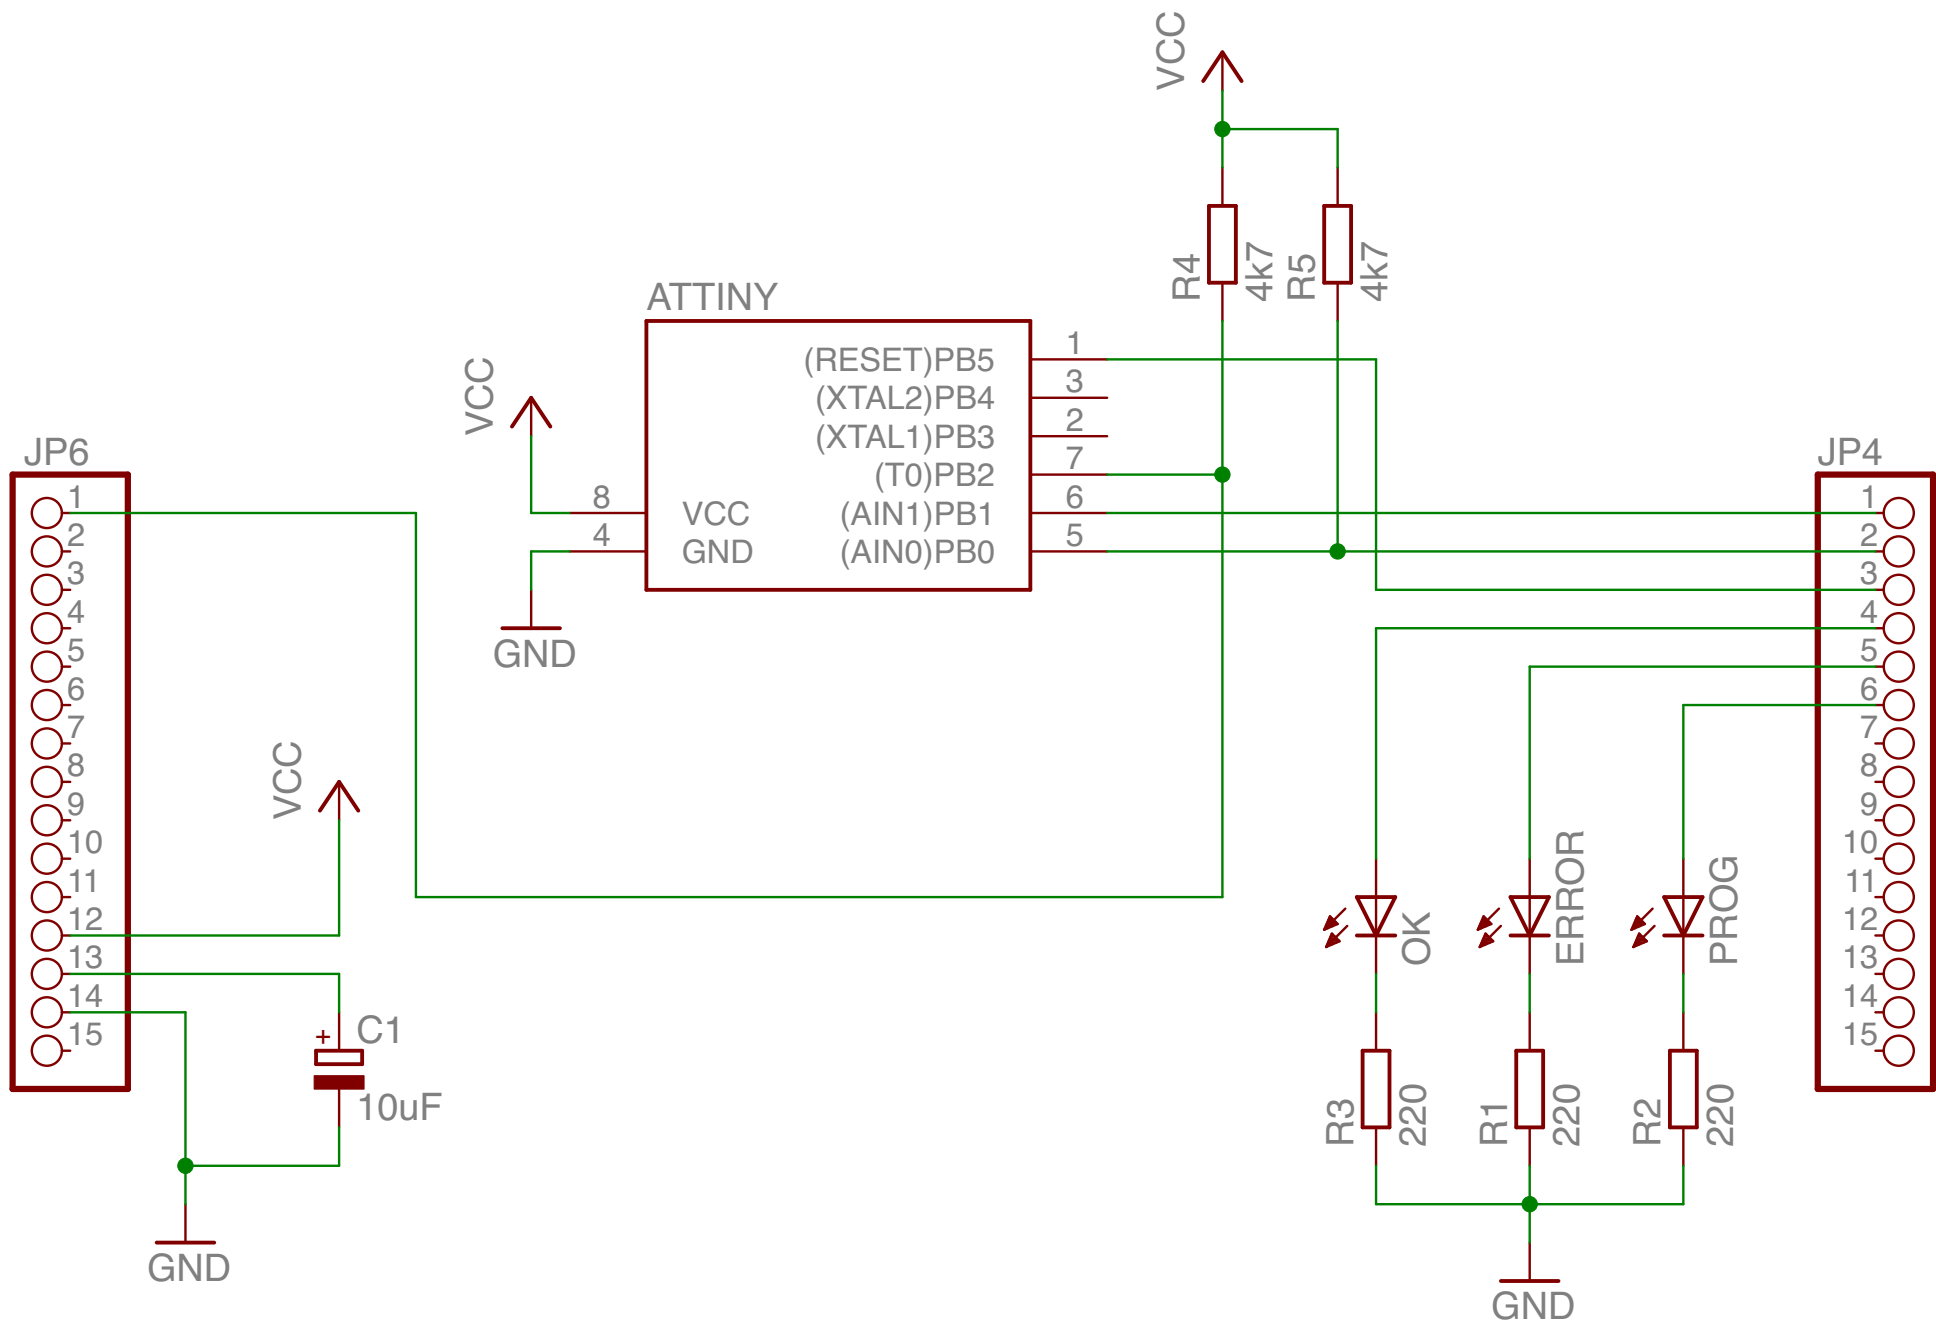 VCC
R4
4k7
R5
4k7
ATTINY
(RESET)PB5
1
(XTAL2)PB4
3
(XTAL1)PB3
2
(T0)PB2
7
(AIN1)PB1
6
(AIN0)PB0
5
8
VCC
4
GND
VCC
GND
JP6
1
2
3
4
5
6
7
8
9
10
11
12
13
14
15
VCC
+
C1
10uF
GND
JP4
1
2
3
4
5
6
7
8
9
10
11
12
13
14
15
OK
ERROR
PROG
R3
220
R1
220
R2
220
GND